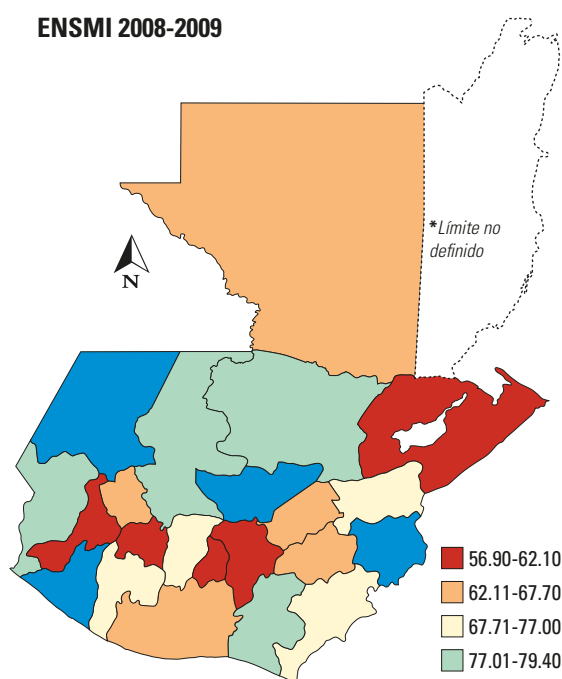 ENSMI 2008-2009
*Límite no
definido
N
56.90-62.10
62.11-67.70
67.71-77.00
77.01-79.40